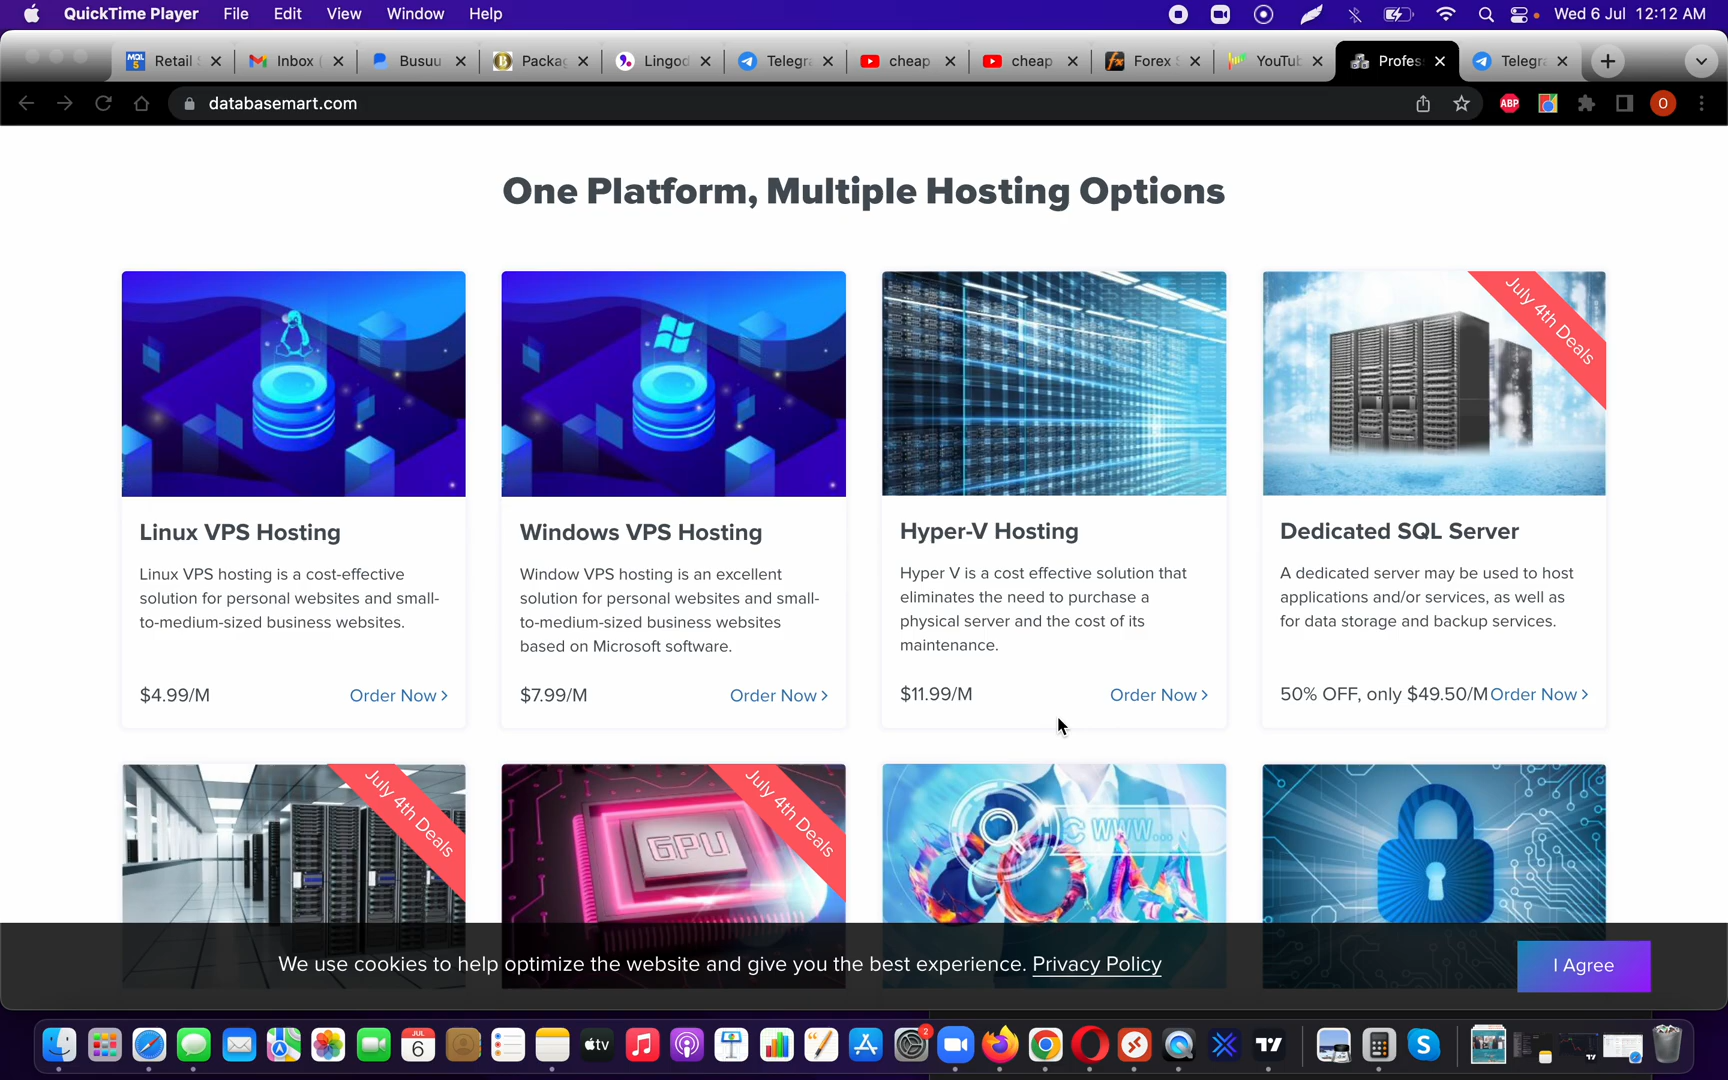 QuickTime Player File Edit View Window Help Wed 6 Jul 12:12 AM
Retail Inbox Busuu Packag Lingod Telegr cheap cheap Forex YouTub Profes Telegr
databasemart.com ABP O
One Platform, Multiple Hosting Options
July 4th Deals
Linux VPS Hosting
Linux VPS hosting is a cost-effective
solution for personal websites and small-
to-medium-sized business websites.
$4.99/M Order Now >
Windows VPS Hosting
Window VPS hosting is an excellent
solution for personal websites and small-
to-medium-sized business websites
based on Microsoft software.
$7.99/M Order Now >
Hyper-V Hosting
Hyper V is a cost effective solution that
eliminates the need to purchase a
physical server and the cost of its
maintenance.
$11.99/M Order Now >
Dedicated SQL Server
A dedicated server may be used to host
applications and/or services, as well as
for data storage and backup services.
50% OFF, only $49.50/M Order Now >
July 4th Deals
July 4th Deals
GPU
WWW...
We use cookies to help optimize the website and give you the best experience. Privacy Policy
I Agree
JUL
6
tv
2